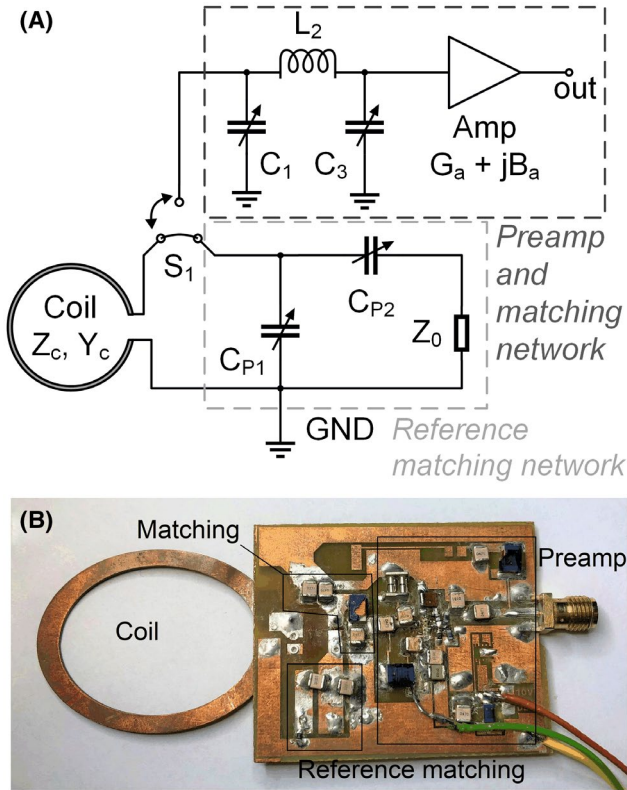 (A)
L2
C1
C3
Amp
Ga + jBa
out
S1
Coil
Zc, Yc
CP1
CP2
Z0
Preamp
and
matching
network
GND
Reference
matching network
(B)
Matching
Preamp
Coil
10V
Reference matching